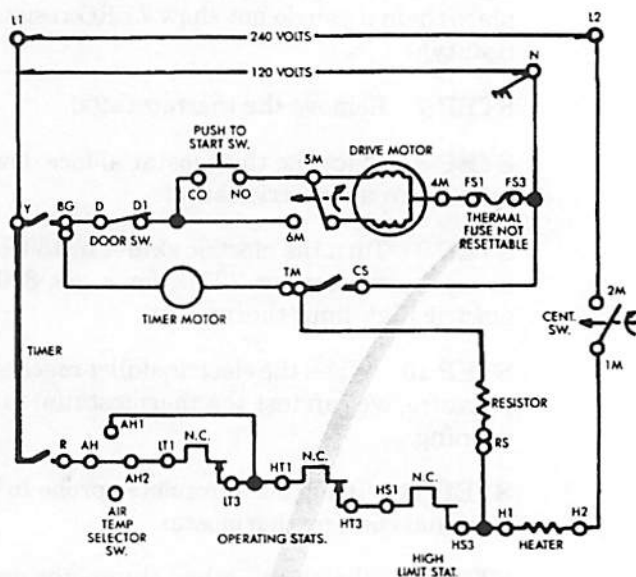 L1
L2
240 VOLTS
120 VOLTS
N
PUSH TO
START SW.
DRIVE MOTOR
CO
NO
5M
4M
FS1
FS3
THERMAL
FUSE NOT
RESETTABLE
Y
BG
D
D1
DOOR SW.
6M
TIMER MOTOR
TM
CS
2M
CENT.
SW.
1M
TIMER
RESISTOR
RS
AH1
R
AH
LT1
N.C.
AH2
LT3
HT1
N.C.
HT3
HS1
N.C.
HS3
H1
H2
HEATER
AIR
TEMP
SELECTOR
SW.
OPERATING STATS.
HIGH
LIMIT STAT.